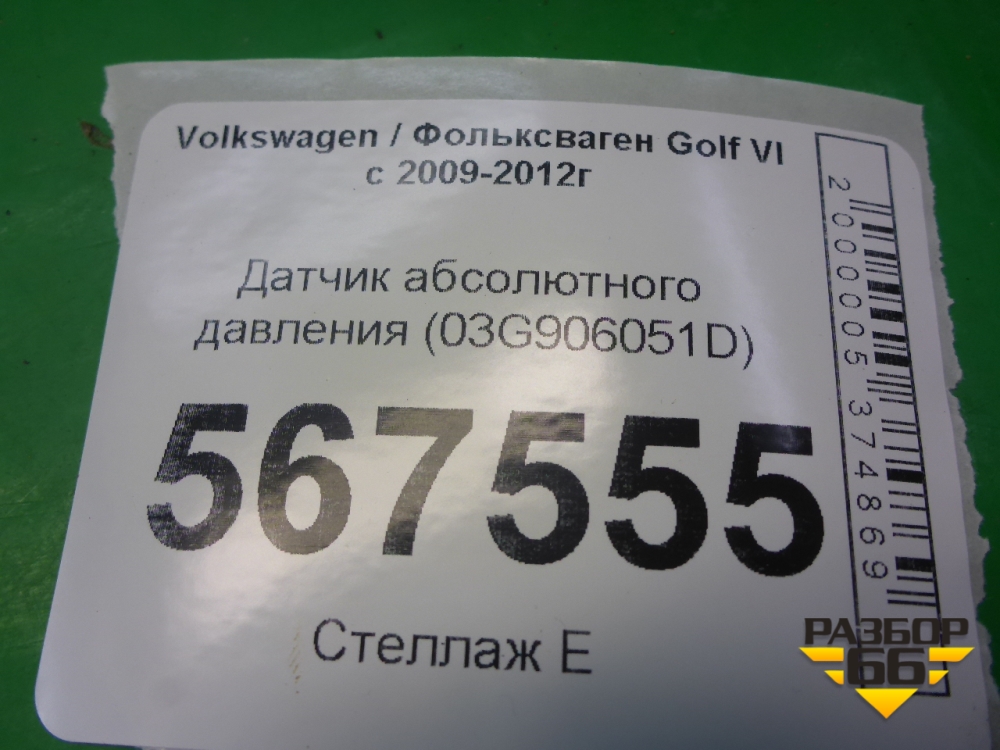 Volkswagen / Фольксваген Golf VI
с 2009-2012г
Датчик абсолютного
давления (03G906051D)
567555
Стеллаж Е
2000005374869
РАЗБОР
66